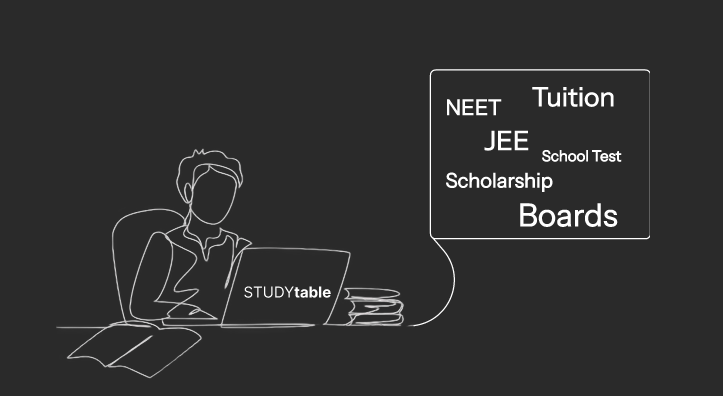 Tuition
NEET
JEE
School Test
Scholarship
Boards
STUDYtable